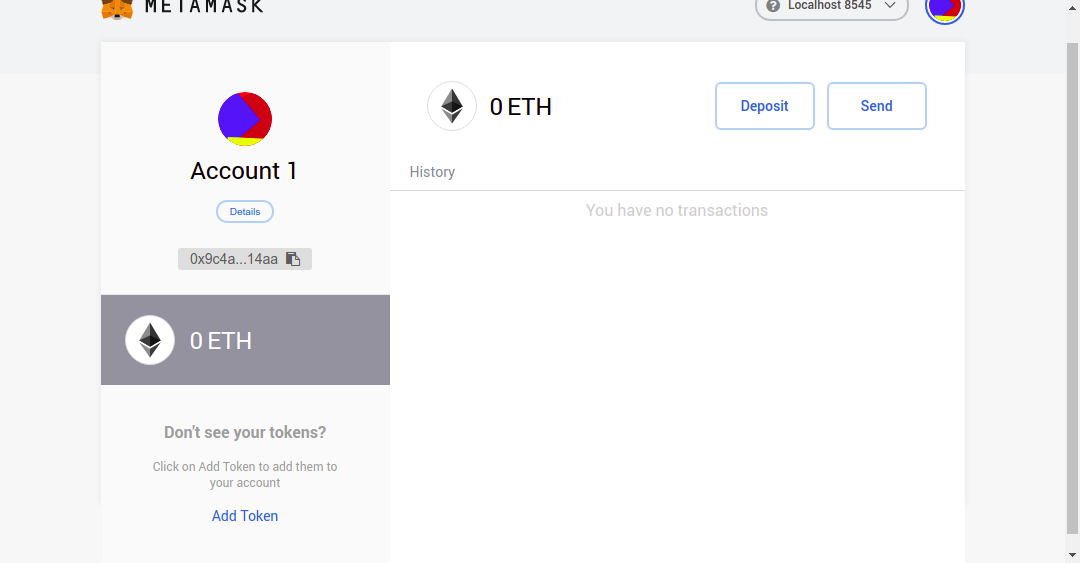 METAMASK
Localhost 8545
Account 1
Details
0x9c4a...14aa
0 ETH
Don't see your tokens?
Click on Add Token to add them to
your account
Add Token
0 ETH
Deposit
Send
History
You have no transactions